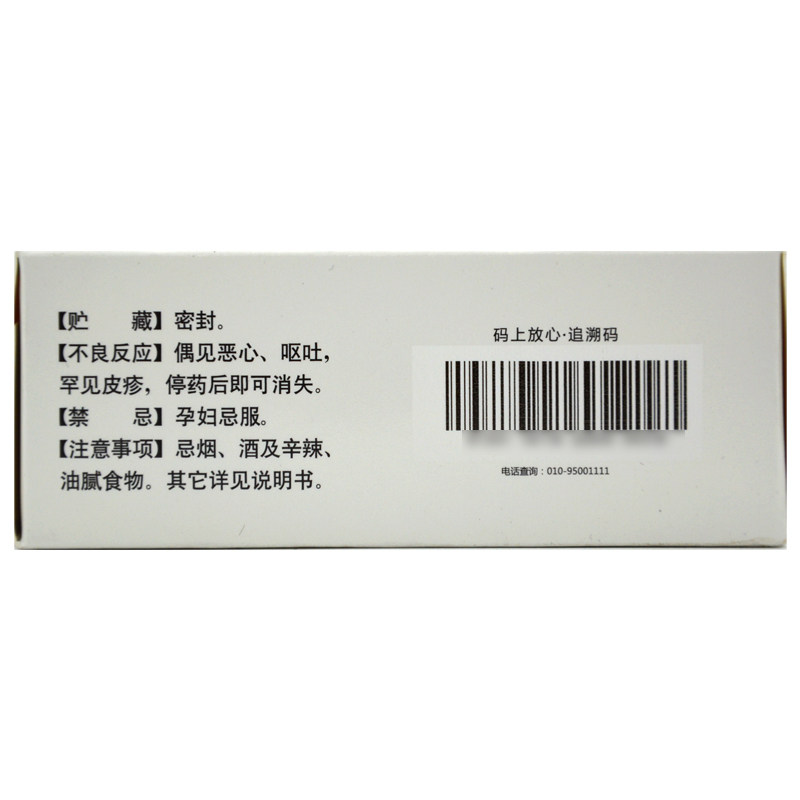 【贮　　藏】密封。
【不良反应】偶见恶心、呕吐，
罕见皮疹，停药后即可消失。
【禁　　忌】孕妇忌服。
【注意事项】忌烟、酒及辛辣、
油腻食物。其它详见说明书。
码上放心·追溯码
电话查询：010-95001111